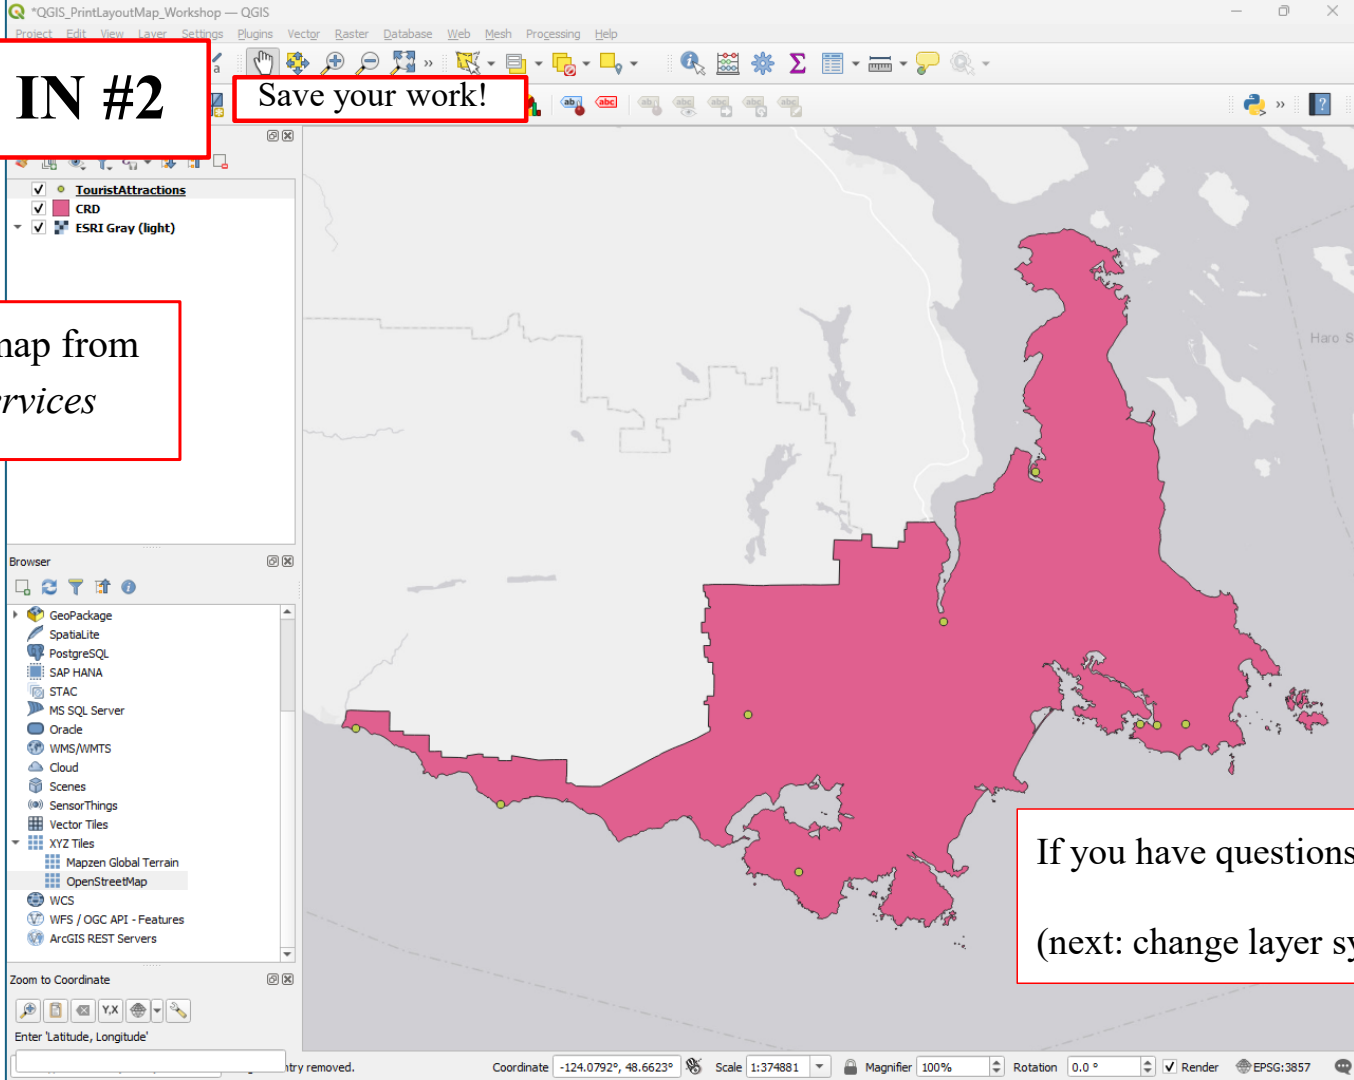 *QGIS_PrintLayoutMap_Workshop — QGIS
Project Edit View Layer Settings Plugins Vector Raster Database Web Mesh Processing Help
IN #2
Save your work!
TouristAttractions
CRD
ESRI Gray (light)
map from
Browser
GeoPackage
SpatiaLite
PostgreSQL
SAP HANA
STAC
MS SQL Server
Oracle
WMS/WMTS
Cloud
Scenes
SensorThings
Vector Tiles
XYZ Tiles
Mapzen Global Terrain
OpenStreetMap
WCS
WFS / OGC API - Features
ArcGIS REST Servers
Zoom to Coordinate
Y,X
Enter 'Latitude, Longitude'
Haro S
If you have questions
(next: change layer sy
try removed.
Coordinate -124.0792°, 48.6623° Scale 1:374881 Magnifier 100% Rotation 0.0 ° Render EPSG:3857